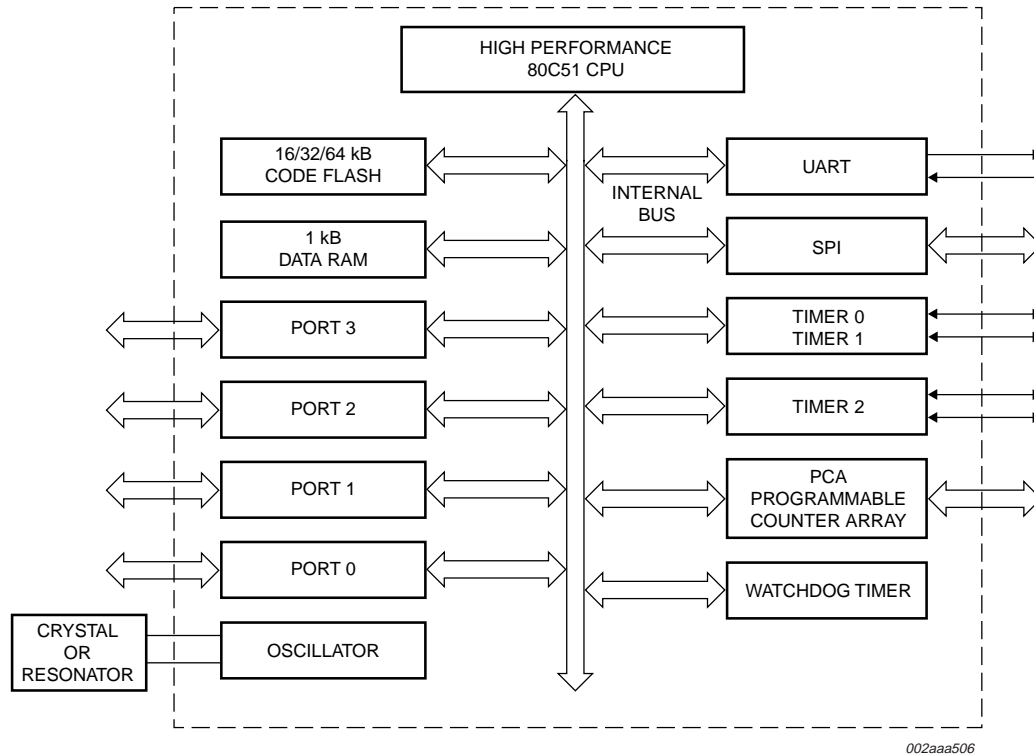 HIGH PERFORMANCE
80C51 CPU
16/32/64 kB
CODE FLASH
1 kB
DATA RAM
PORT 3
PORT 2
PORT 1
PORT 0
CRYSTAL
OR
RESONATOR
OSCILLATOR
INTERNAL
BUS
UART
SPI
TIMER 0
TIMER 1
TIMER 2
PCA
PROGRAMMABLE
COUNTER ARRAY
WATCHDOG TIMER
002aaa506